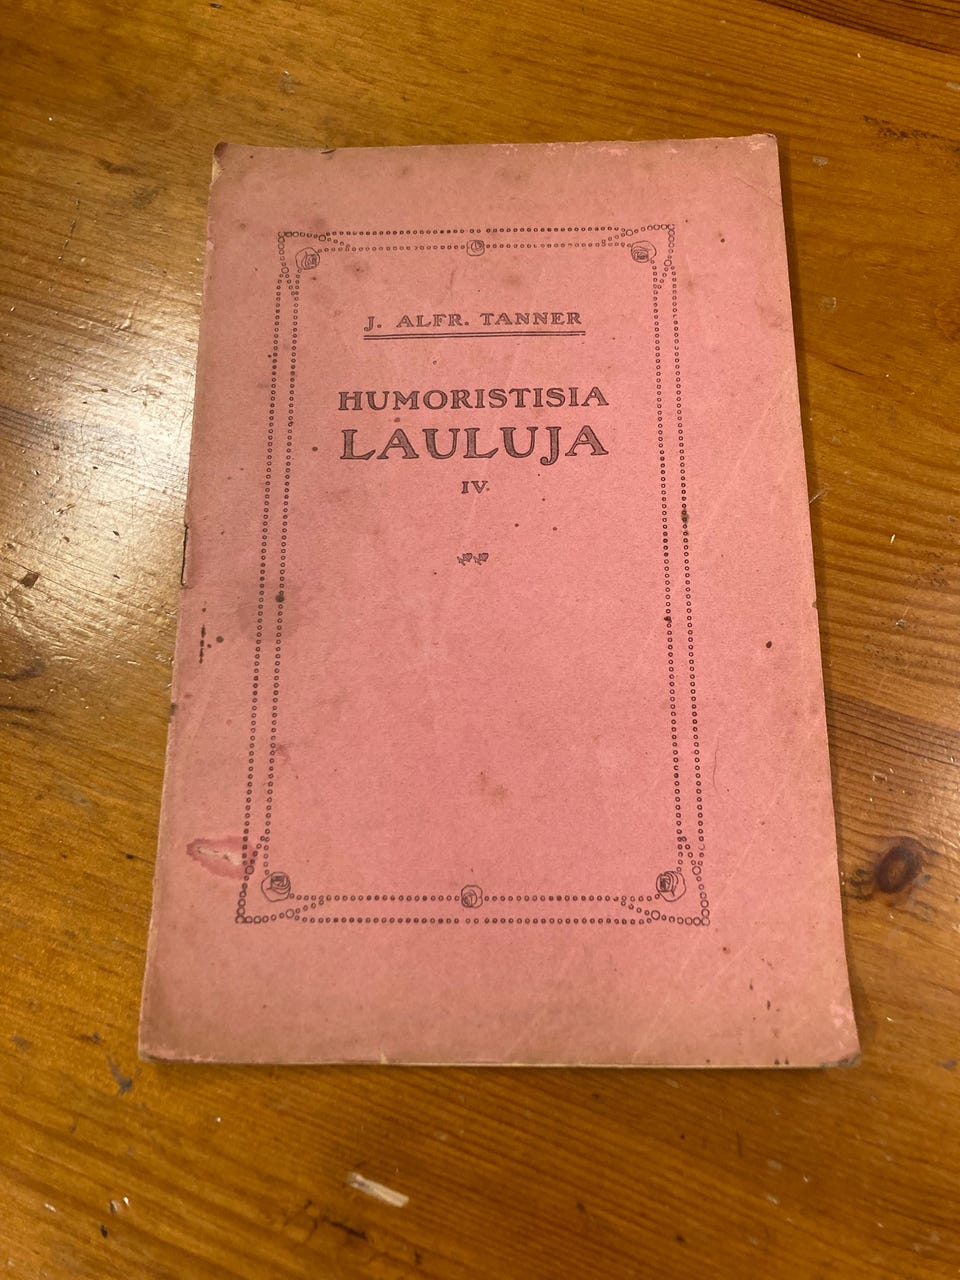 J. ALFR. TANNER
HUMORISTISIA
LAULUJA
IV.